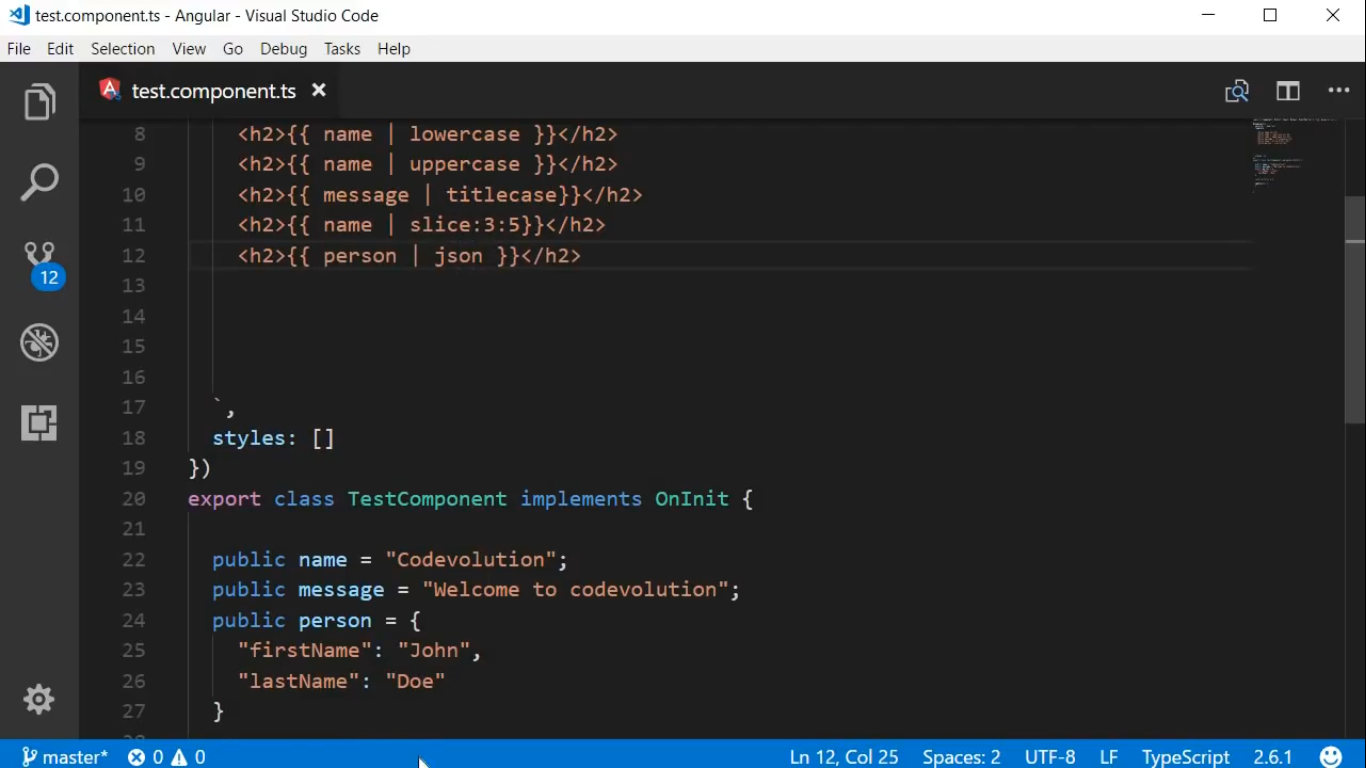 test.component.ts - Angular - Visual Studio Code
File Edit Selection View Go Debug Tasks Help
test.component.ts
8 <h2>{{ name | lowercase }}</h2>
9 <h2>{{ name | uppercase }}</h2>
10 <h2>{{ message | titlecase}}</h2>
11 <h2>{{ name | slice:3:5}}</h2>
12 <h2>{{ person | json }}</h2>
12
13
14
15
16
17 `,
18 styles: []
19 })
20 export class TestComponent implements OnInit {
21
22 public name = "Codevolution";
23 public message = "Welcome to codevolution";
24 public person = {
25 "firstName": "John",
26 "lastName": "Doe"
27 }
master* 0 0 Ln 12, Col 25 Spaces: 2 UTF-8 LF TypeScript 2.6.1